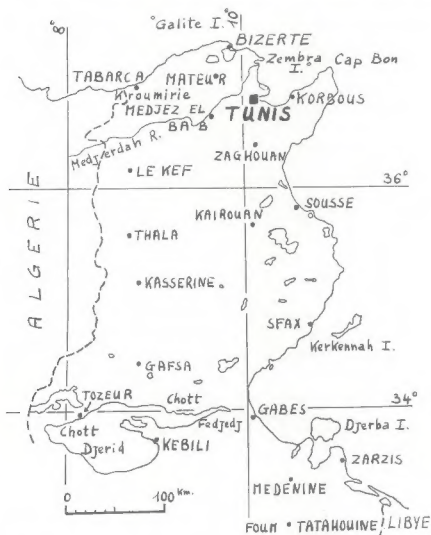 8°
10°
°Galite I.
BIZERTE
Zembra I.
Cap Bon
TABARCA
MATEUR
Kroumirie
KORBOUS
MEDJEZ EL BAB
TUNIS
Medjerdah R.
ZAGHOUAN
LE KEF
36°
ALGERIE
SOUSSE
KAIROUAN
THALA
KASSERINE
SFAX
Kerkennah I.
GAFSA
TOZEUR
Chott
34°
Fedjedj
GABES
Chott Djerid
Djerba I.
KEBILI
ZARZIS
0 100 Km.
MEDENINE
FOUM TATAHOUINE
LIBYE